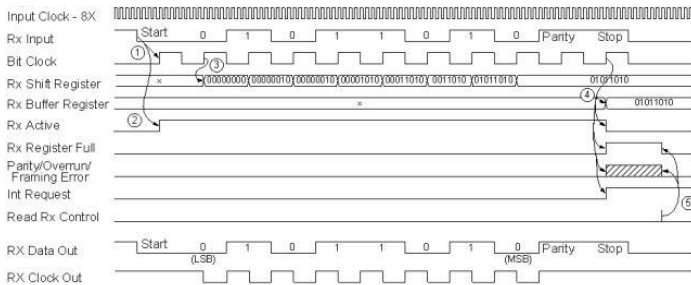 Input Clock - 8X
Rx Input Start 0 1 0 1 1 0 1 0 Parity Stop
①
Bit Clock
③
Rx Shift Register × 00000000 00000010 00000010 00001010 00011010 0011010 01011010 01011010
④
Rx Buffer Register × 01011010
Rx Active ②
Rx Register Full
Parity/Overrun/
Framing Error
Int Request
⑤
Read Rx Control
RX Data Out Start 0 1 0 1 1 0 1 0 Parity Stop
(LSB) (MSB)
RX Clock Out